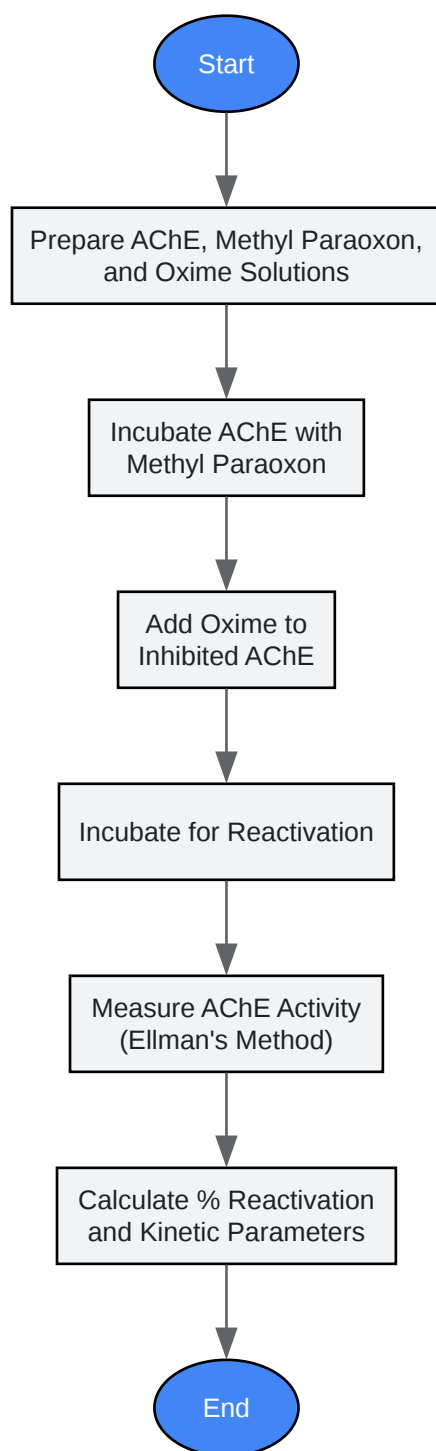 Start
Prepare AChE, Methyl Paraoxon,
and Oxime Solutions
Incubate AChE with
Methyl Paraoxon
Add Oxime to
Inhibited AChE
Incubate for Reactivation
Measure AChE Activity
(Ellman's Method)
Calculate % Reactivation
and Kinetic Parameters
End